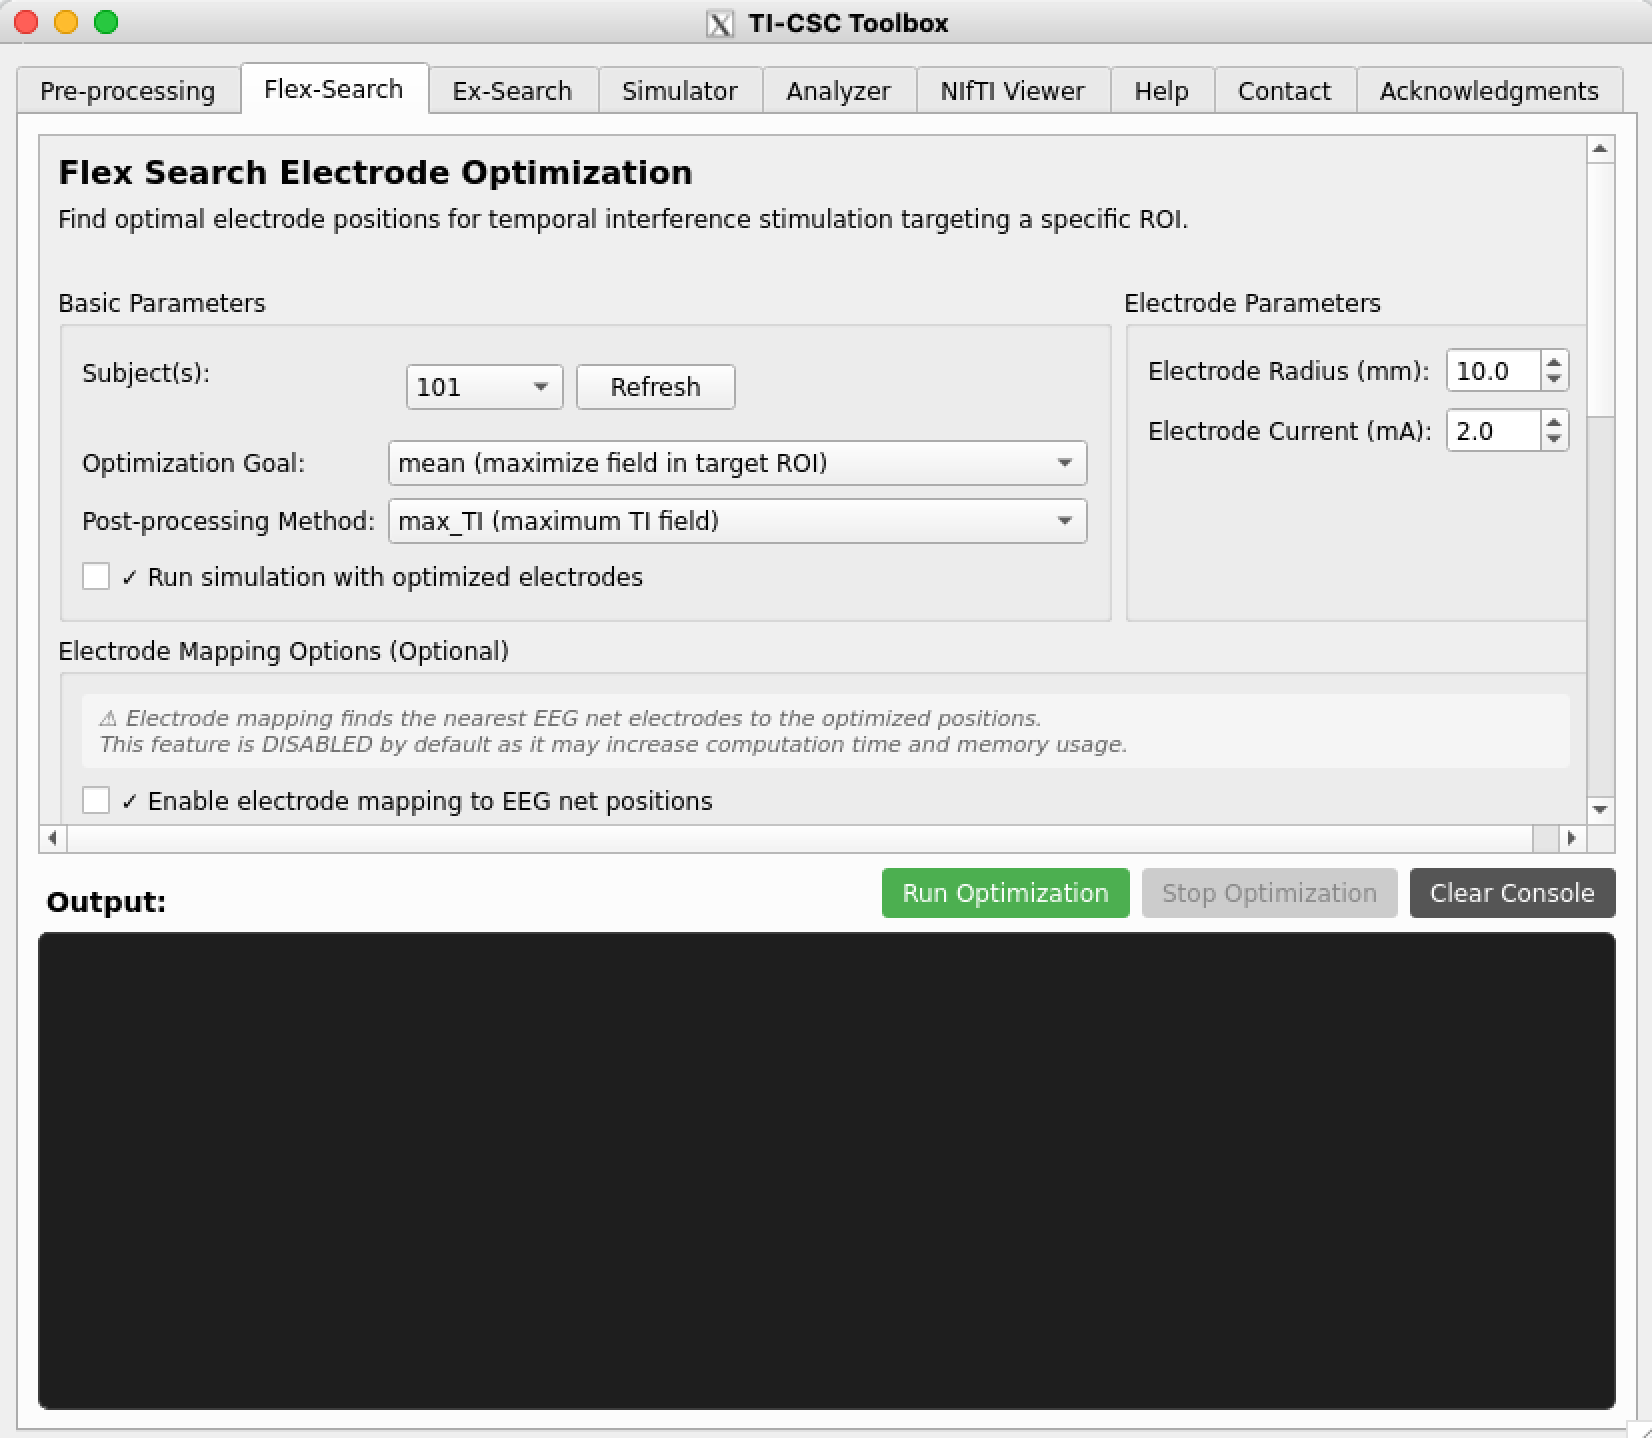 TI-CSC Toolbox
Pre-processing Flex-Search Ex-Search Simulator Analyzer NIfTI Viewer Help Contact Acknowledgments
Flex Search Electrode Optimization
Find optimal electrode positions for temporal interference stimulation targeting a specific ROI.
Basic Parameters
Subject(s): 101 Refresh
Optimization Goal: mean (maximize field in target ROI)
Post-processing Method: max_TI (maximum TI field)
✓ Run simulation with optimized electrodes
Electrode Parameters
Electrode Radius (mm): 10.0
Electrode Current (mA): 2.0
Electrode Mapping Options (Optional)
⚠ Electrode mapping finds the nearest EEG net electrodes to the optimized positions.
This feature is DISABLED by default as it may increase computation time and memory usage.
✓ Enable electrode mapping to EEG net positions
Output: Run Optimization Stop Optimization Clear Console